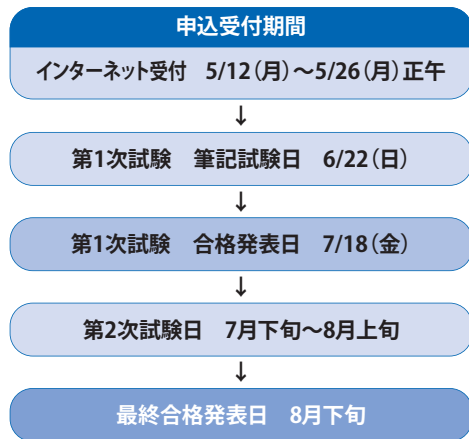 申込受付期間
インターネット受付　5/12（月）～5/26（月）正午
↓
第1次試験　筆記試験日　6/22（日）
↓
第1次試験　合格発表日　7/18（金）
↓
第2次試験日　7月下旬～8月上旬
↓
最終合格発表日　8月下旬